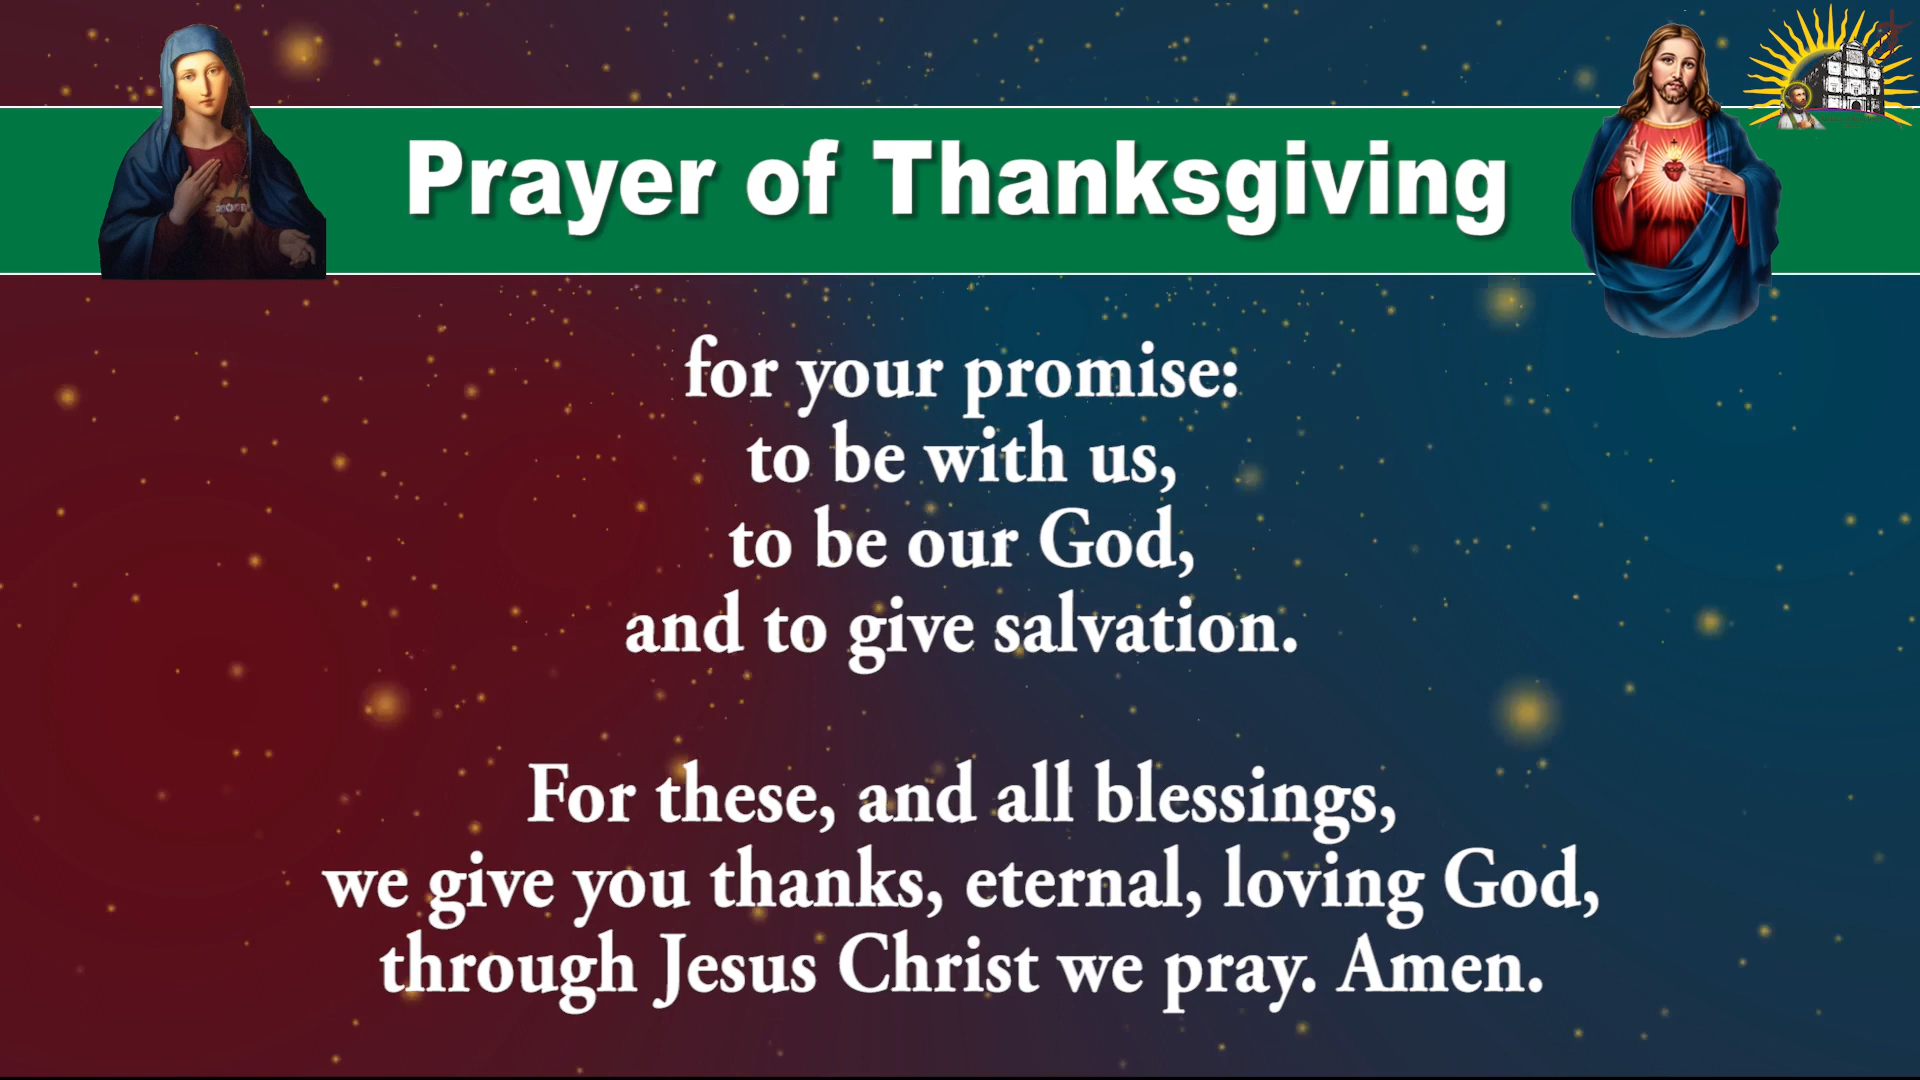 Prayer of Thanksgiving
for your promise:
to be with us,
to be our God,
and to give salvation.
For these, and all blessings,
we give you thanks, eternal, loving God,
through Jesus Christ we pray. Amen.